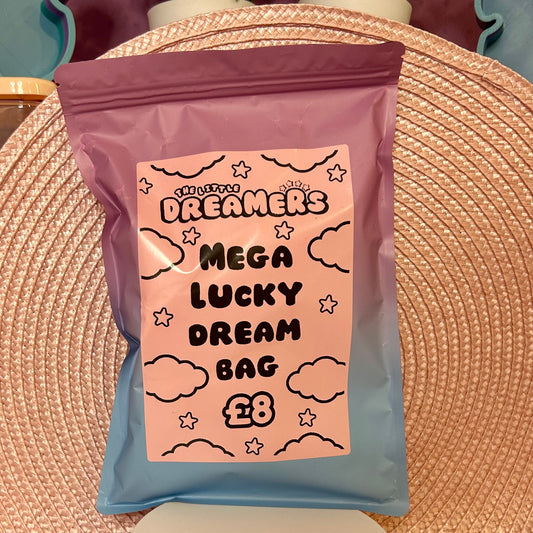 THE LITTLE
DREAMERS
MEGA
LUCKY
DREAM
BAG
£8